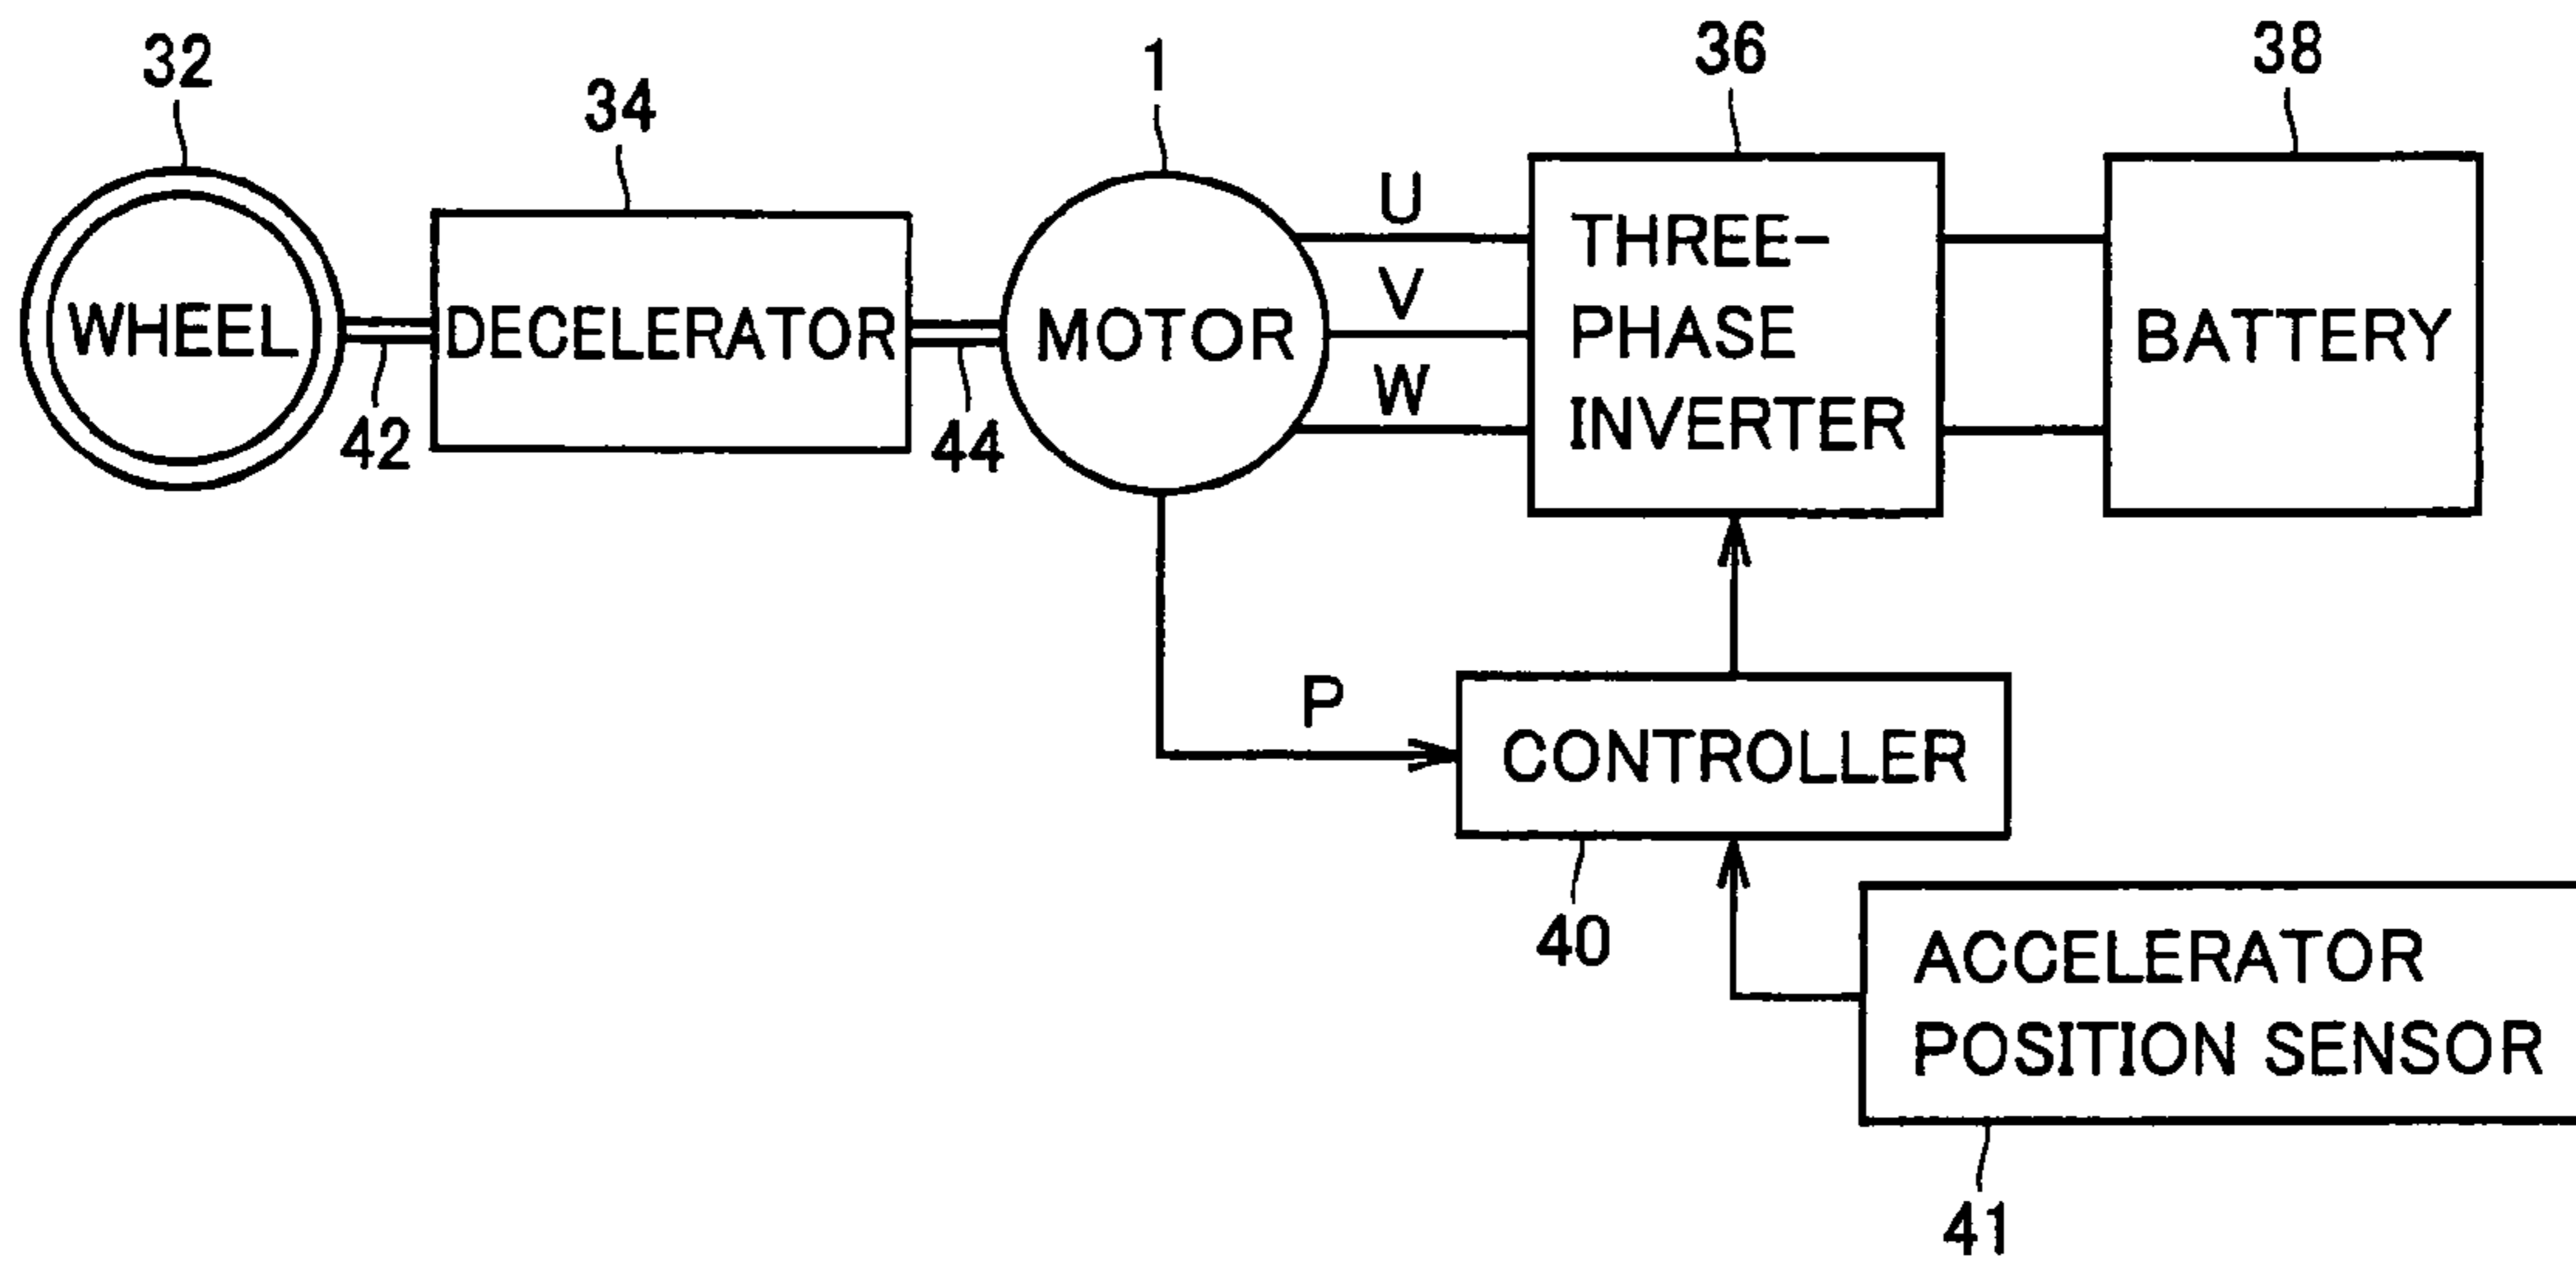 32
34
1
36
38
U
V
W
WHEEL
DECELERATOR
MOTOR
THREE-
PHASE
INVERTER
BATTERY
42
44
P
CONTROLLER
40
ACCELERATOR
POSITION SENSOR
41